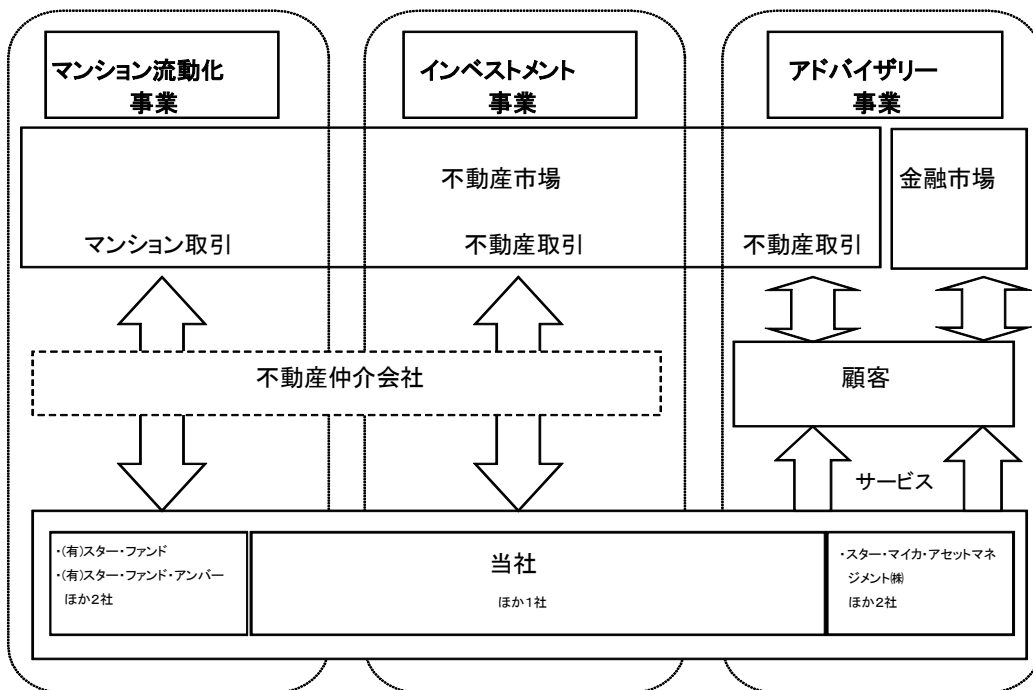 マンション流動化
事業
インベストメント
事業
アドバイザリー
事業
不動産市場
金融市場
マンション取引
不動産取引
不動産取引
不動産仲介会社
顧客
サービス
・(有)スター・ファンド
・(有)スター・ファンド・アンバー
ほか2社
当社
ほか1社
・スター・マイカ・アセットマネ
ジメント㈱
ほか2社